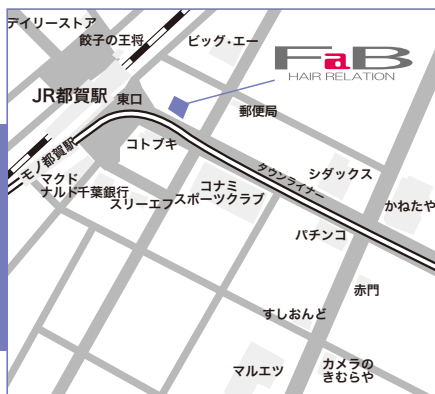 デイリーストア
餃子の王将
ビッグ・エー
FaB
HAIR RELATION
JR都賀駅
東口
郵便局
モノ都賀駅
コトブキ
タウンライナー
シダックス
マクド
ナルド
千葉銀行
スリーエフ
コナミ
スポーツクラブ
かねたや
パチンコ
赤門
すしおんど
マルエツ
カメラの
きむらや